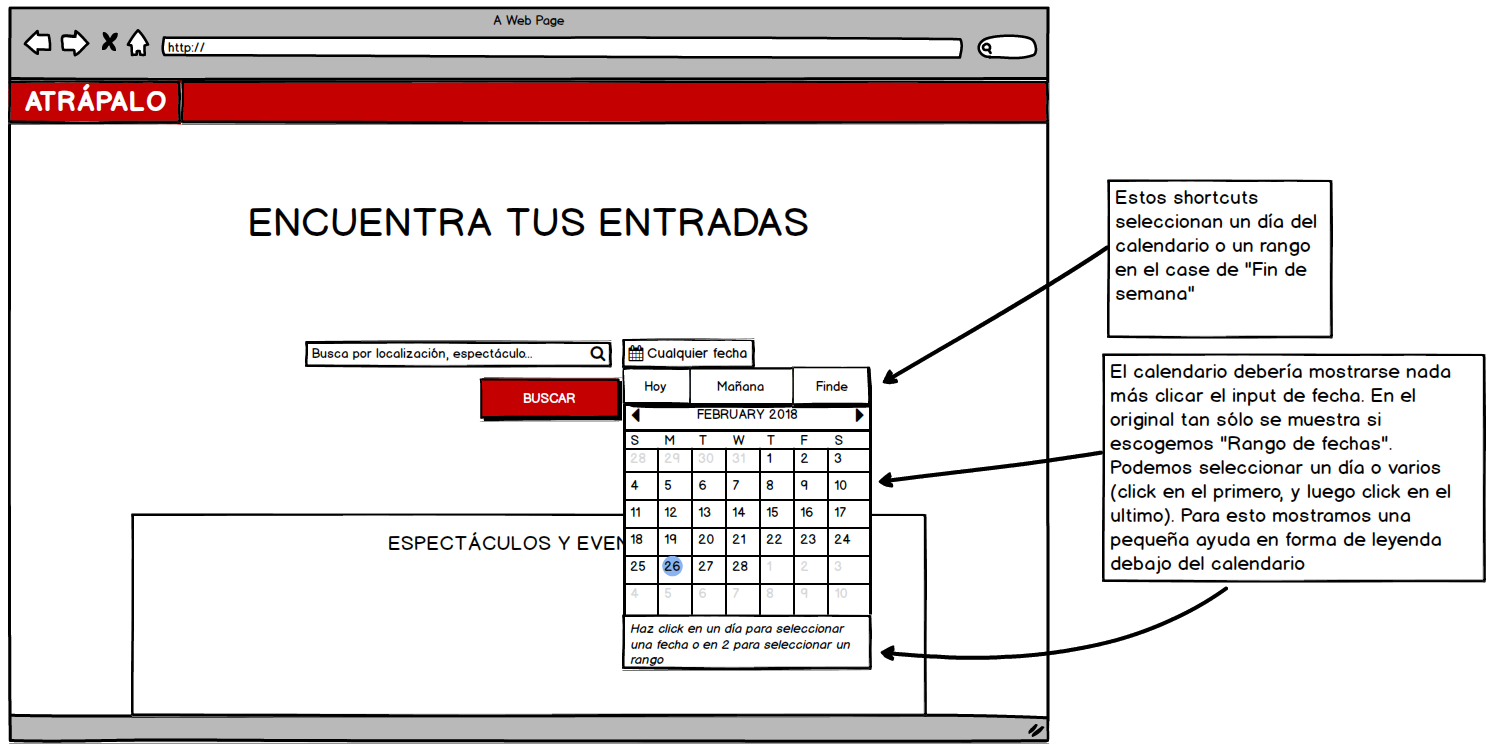 A Web Page
http://
ATRÁPALO
ENCUENTRA TUS ENTRADAS
Busca por localización, espectáculo...
Cualquier fecha
BUSCAR
Hoy Mañana Finde
FEBRUARY 2018
S M T W T F S
28 29 30 31 1 2 3
4 5 6 7 8 9 10
11 12 13 14 15 16 17
18 19 20 21 22 23 24
25 26 27 28 1 2 3
4 5 6 7 8 9 10
Haz click en un día para seleccionar
una fecha o en 2 para seleccionar un
rango
ESPECTÁCULOS Y EVEN
Estos shortcuts
seleccionan un día del
calendario o un rango
en el case de "Fin de
semana"
El calendario debería mostrarse nada
más clicar el input de fecha. En el
original tan sólo se muestra si
escogemos "Rango de fechas".
Podemos seleccionar un día o varios
(click en el primero, y luego click en el
ultimo). Para esto mostramos una
pequeña ayuda en forma de leyenda
debajo del calendario